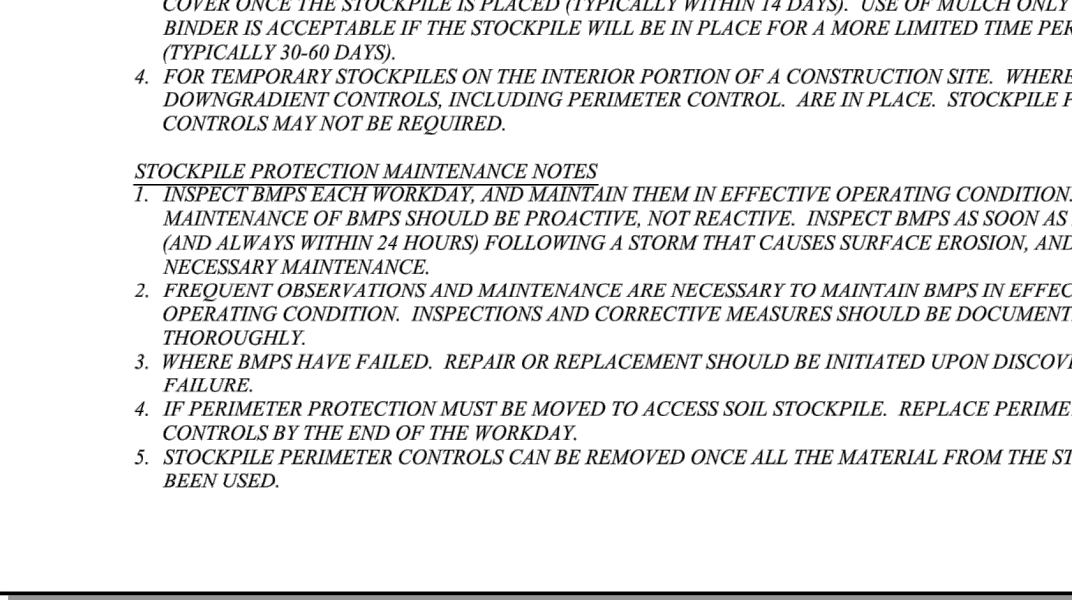 COVER ONCE THE STOCKPILE IS PLACED (TYPICALLY WITHIN 14 DAYS). USE OF MULCH ONLY
BINDER IS ACCEPTABLE IF THE STOCKPILE WILL BE IN PLACE FOR A MORE LIMITED TIME PER
(TYPICALLY 30-60 DAYS).
4. FOR TEMPORARY STOCKPILES ON THE INTERIOR PORTION OF A CONSTRUCTION SITE. WHERE
DOWNGRADIENT CONTROLS, INCLUDING PERIMETER CONTROL. ARE IN PLACE. STOCKPILE P
CONTROLS MAY NOT BE REQUIRED.
STOCKPILE PROTECTION MAINTENANCE NOTES
1. INSPECT BMPS EACH WORKDAY, AND MAINTAIN THEM IN EFFECTIVE OPERATING CONDITION.
MAINTENANCE OF BMPS SHOULD BE PROACTIVE, NOT REACTIVE. INSPECT BMPS AS SOON AS
(AND ALWAYS WITHIN 24 HOURS) FOLLOWING A STORM THAT CAUSES SURFACE EROSION, AND
NECESSARY MAINTENANCE.
2. FREQUENT OBSERVATIONS AND MAINTENANCE ARE NECESSARY TO MAINTAIN BMPS IN EFFEC
OPERATING CONDITION. INSPECTIONS AND CORRECTIVE MEASURES SHOULD BE DOCUMENT
THOROUGHLY.
3. WHERE BMPS HAVE FAILED. REPAIR OR REPLACEMENT SHOULD BE INITIATED UPON DISCOVE
FAILURE.
4. IF PERIMETER PROTECTION MUST BE MOVED TO ACCESS SOIL STOCKPILE. REPLACE PERIME
CONTROLS BY THE END OF THE WORKDAY.
5. STOCKPILE PERIMETER CONTROLS CAN BE REMOVED ONCE ALL THE MATERIAL FROM THE ST
BEEN USED.